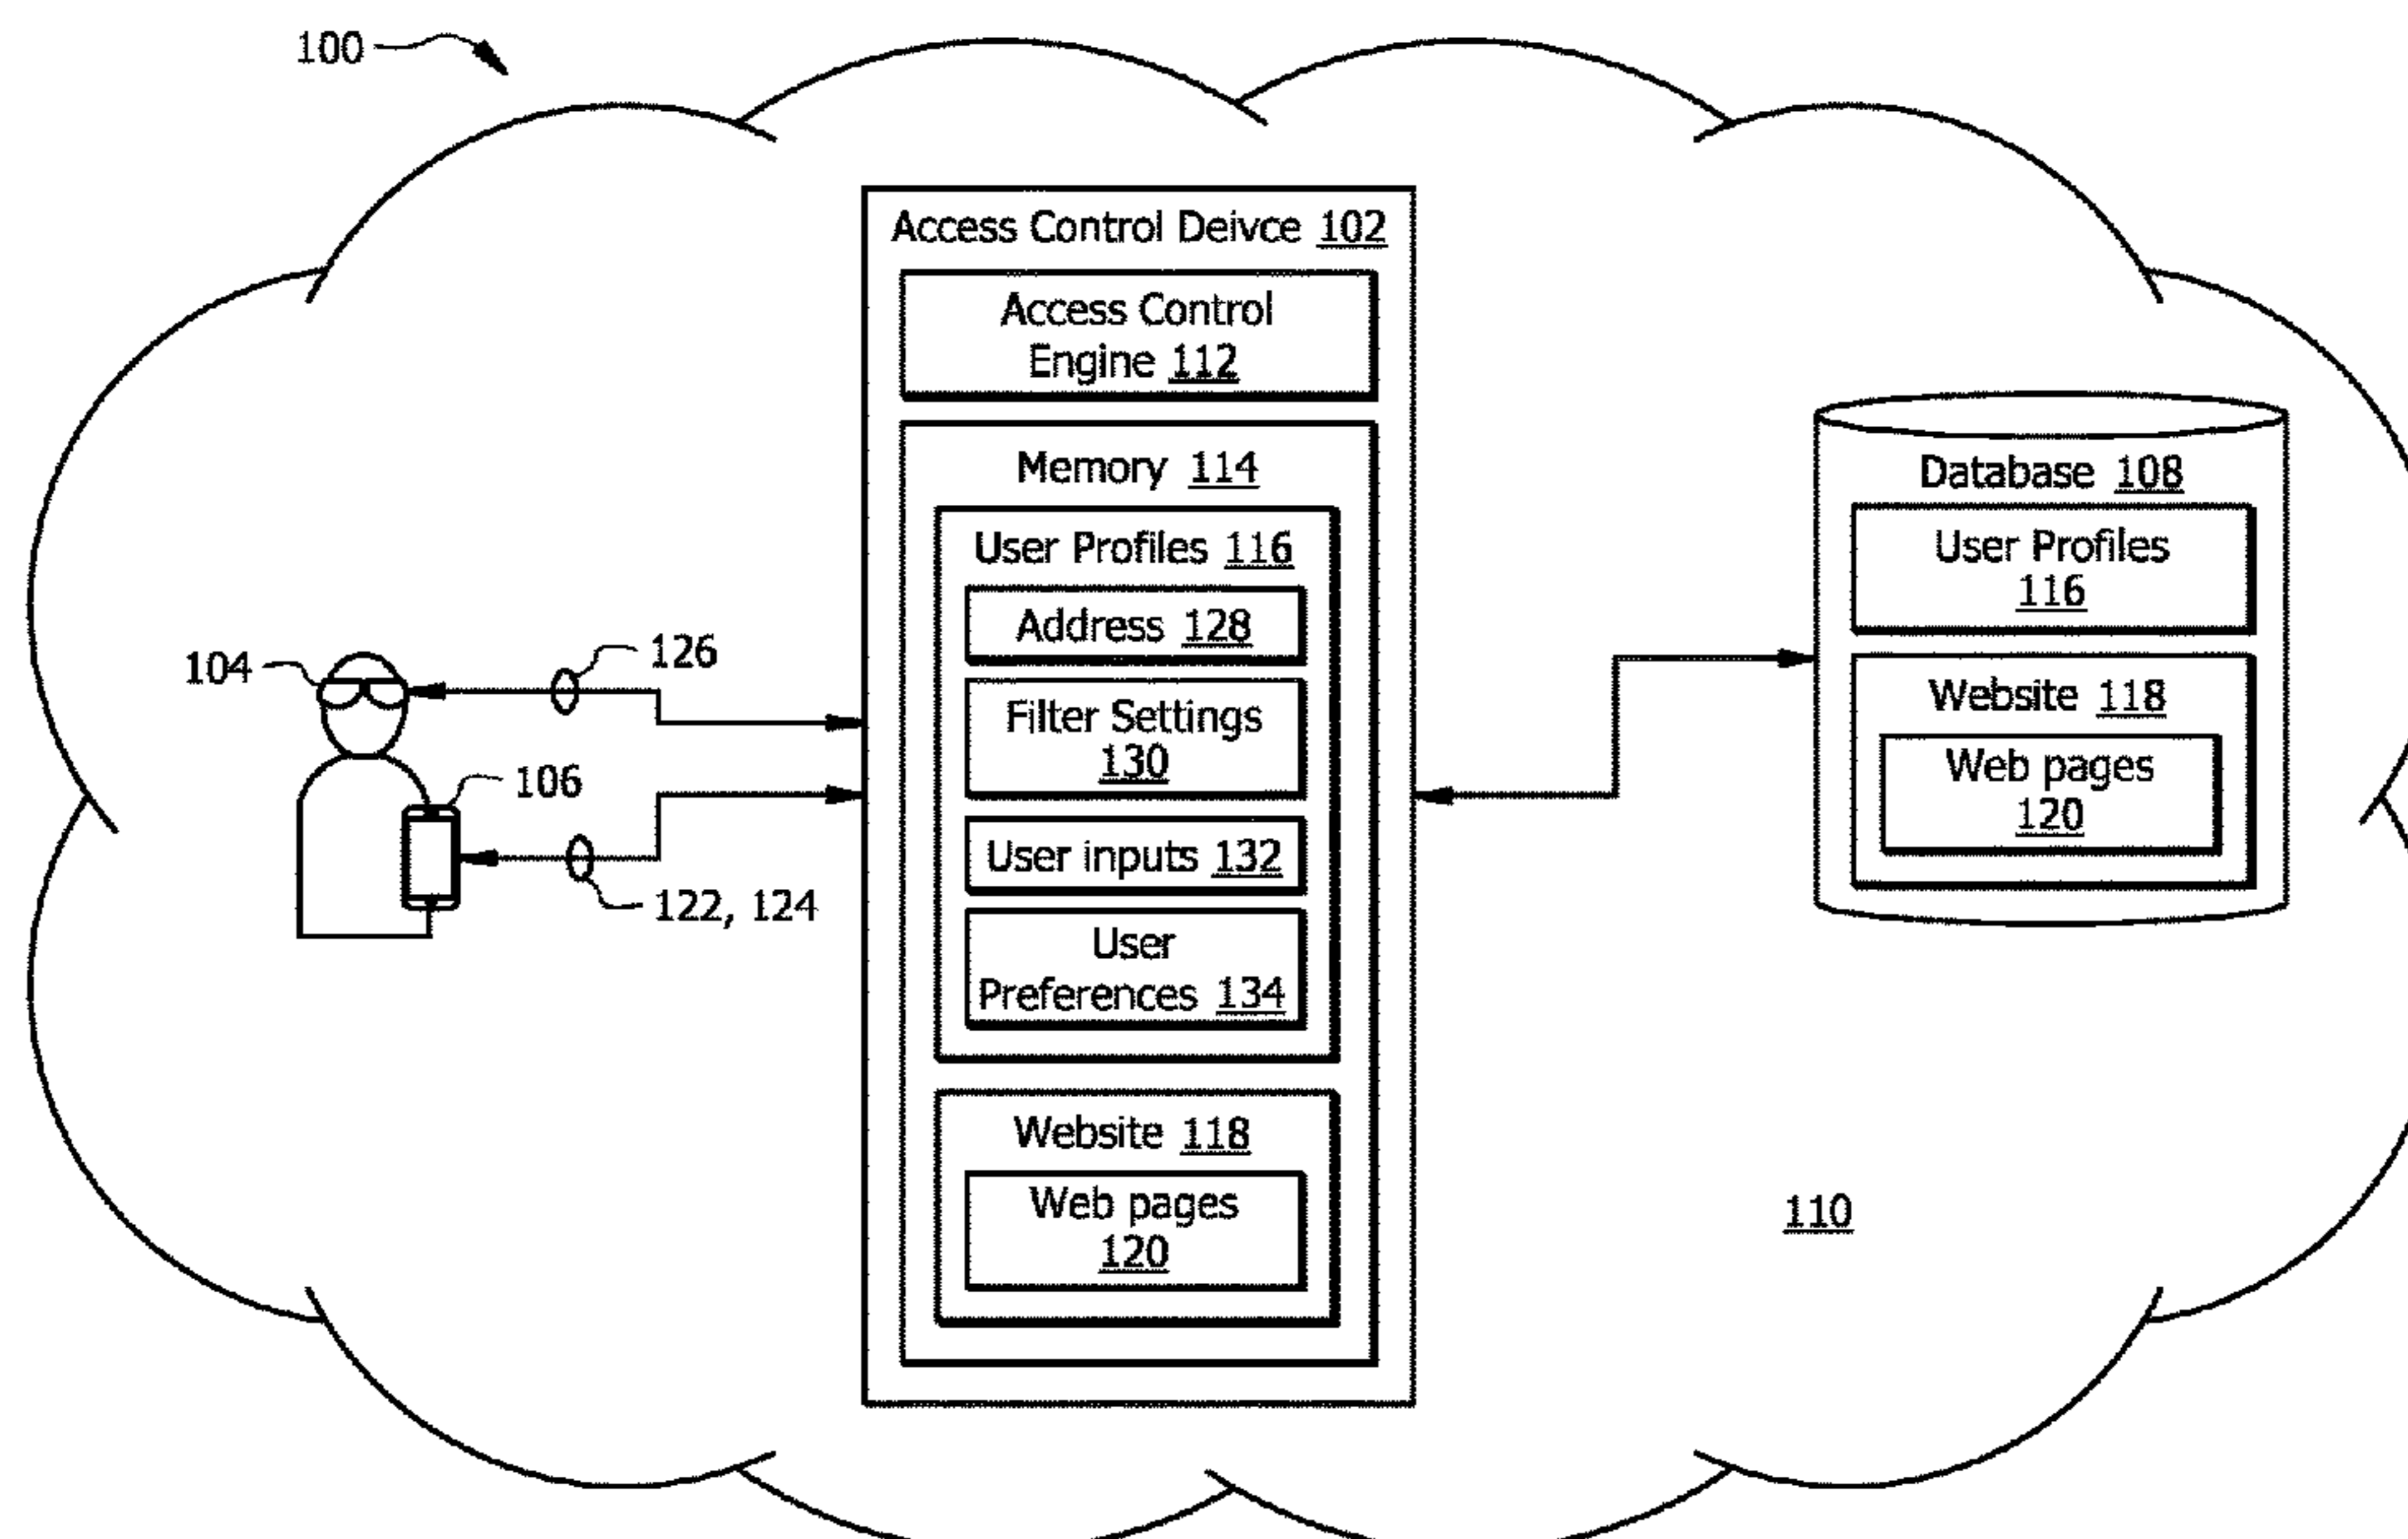 100
Access Control Deivce 102
Access Control
Engine 112
Memory 114
User Profiles 116
Address 128
Filter Settings
130
User inputs 132
User
Preferences 134
Website 118
Web pages
120
104
126
106
122, 124
Database 108
User Profiles
116
Website 118
Web pages
120
110